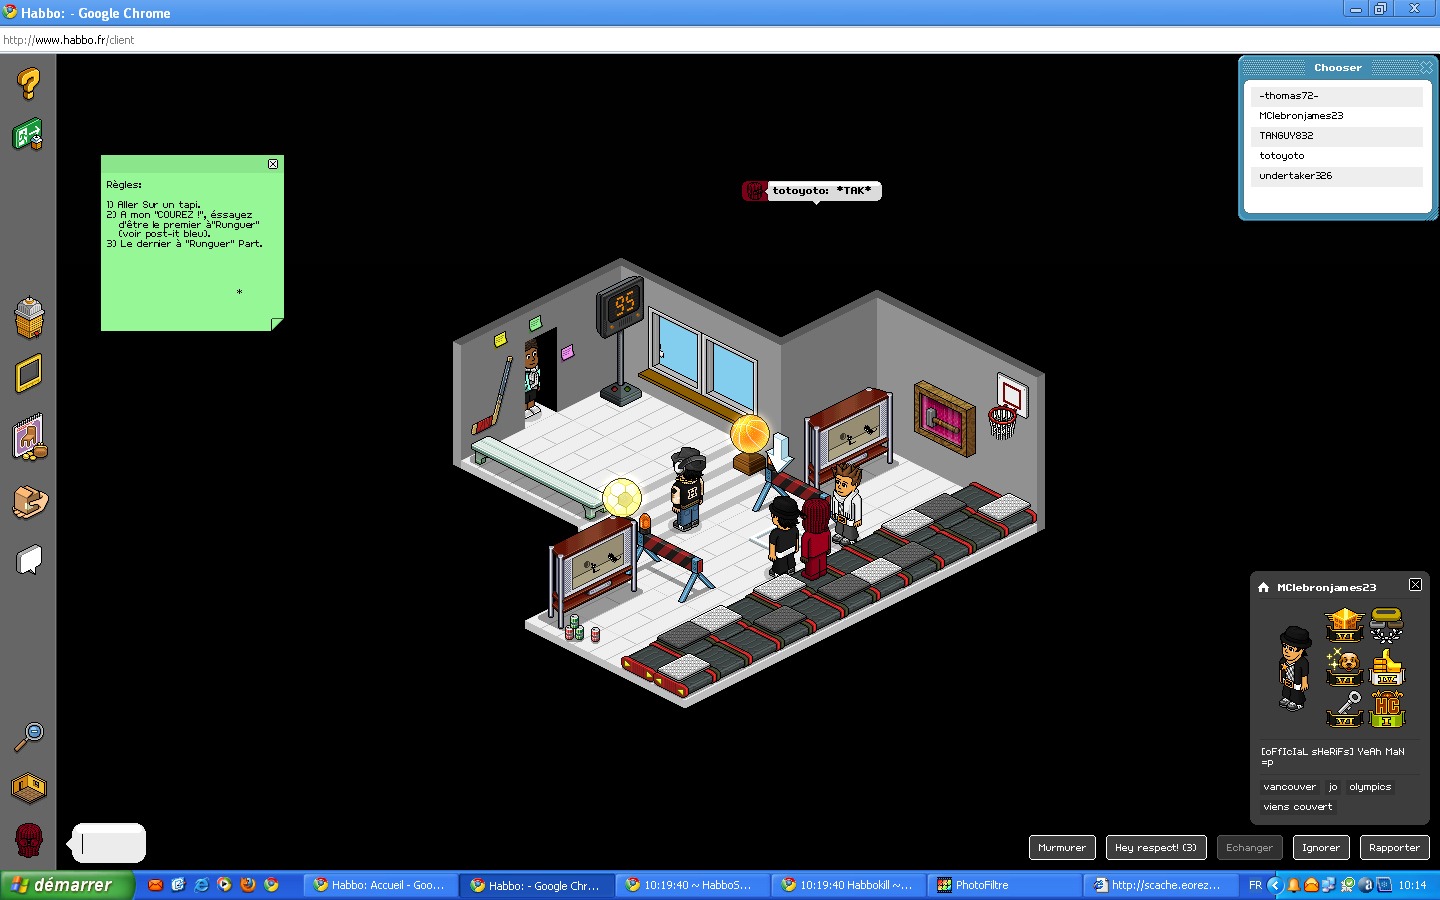 Habbo: - Google Chrome
http://www.habbo.fr/client
Chooser
-thomas72-
MClebronjames23
TANGUY832
totoyoto
undertaker326
Règles:
1) Aller Sur un tapi.
2) A mon "COUREZ !", éssayez
d'être le premier à"Runguer"
(voir post-it bleu).
3) Le dernier à "Runguer" Part.
*
totoyoto: *TAK*
95
H
MClebronjames23
HC
I
[oFfIcIaL sHeRiFs] YeAh MaN
=p
vancouver jo olympics
viens couvert
Murmurer Hey respect! (3) Echanger Ignorer Rapporter
démarrer
Habbo: Accueil - Goo...
Habbo: - Google Chr...
10:19:40 ~ HabboS...
10:19:40 Habbokill ~...
PhotoFiltre
http://scache.eorez...
FR
10:14